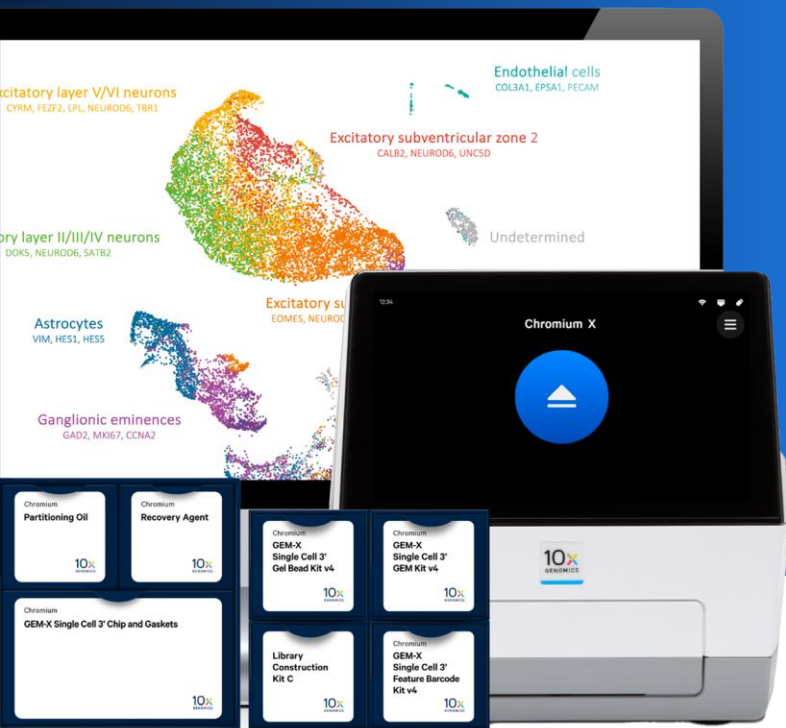 xcitatory layer V/VI neurons
CYRM, FEZF2, LPL, NEUROD6, TBR1
Endothelial cells
COL3A1, EPSA1, PECAM
Excitatory subventricular zone 2
CALB2, NEUROD6, UNC5D
ory layer II/III/IV neurons
DOK5, NEUROD6, SATB2
Undetermined
Excitatory su
EOMES, NEUROD
Astrocytes
VIM, HES1, HES5
Ganglionic eminences
GAD2, MKI67, CCNA2
12:34
Chromium X
10x
GENOMICS
Chromium
Partitioning Oil
10x
GENOMICS
Chromium
Recovery Agent
10x
GENOMICS
Chromium
GEM-X Single Cell 3' Chip and Gaskets
10x
GENOMICS
Chromium
GEM-X
Single Cell 3'
Gel Bead Kit v4
10x
GENOMICS
Chromium
GEM-X
Single Cell 3'
GEM Kit v4
10x
GENOMICS
Library
Construction
Kit C
10x
GENOMICS
Chromium
GEM-X
Single Cell 3'
Feature Barcode
Kit v4
10x
GENOMICS